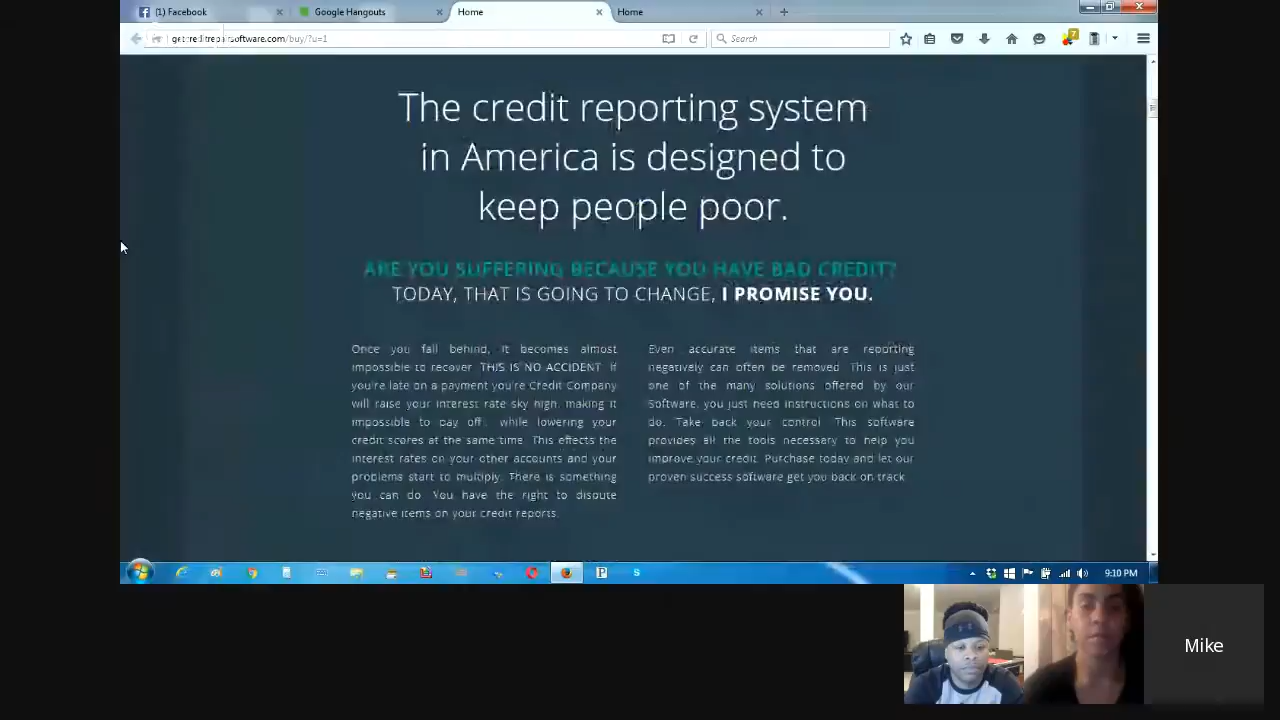 (1) Facebook
Google Hangouts
Home
Home
getcreditrepairsoftware.com/buy/?u=1
Search
7
The credit reporting system
in America is designed to
keep people poor.
ARE YOU SUFFERING BECAUSE YOU HAVE BAD CREDIT?
TODAY, THAT IS GOING TO CHANGE, I PROMISE YOU.
Once you fall behind, it becomes almost
impossible to recover. THIS IS NO ACCIDENT. If
you're late on a payment you're Credit Company
will raise your interest rate sky high, making it
impossible to pay off, while lowering your
credit scores at the same time. This effects the
interest rates on your other accounts and your
problems start to multiply. There is something
you can do. You have the right to dispute
negative items on your credit reports.
Even accurate items that are reporting
negatively can often be removed. This is just
one of the many solutions offered by our
Software, you just need instructions on what to
do. Take back your control. This software
provides all the tools necessary to help you
improve your credit. Purchase today and let our
proven success software get you back on track.
9:10 PM
Mike